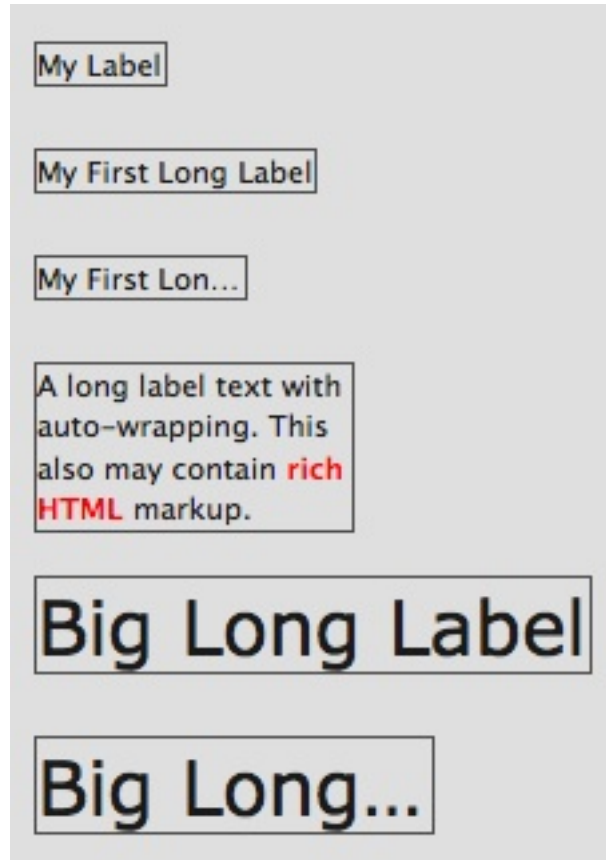 My Label
My First Long Label
My First Lon...
A long label text with
auto-wrapping. This
also may contain rich
HTML markup.
Big Long Label
Big Long...